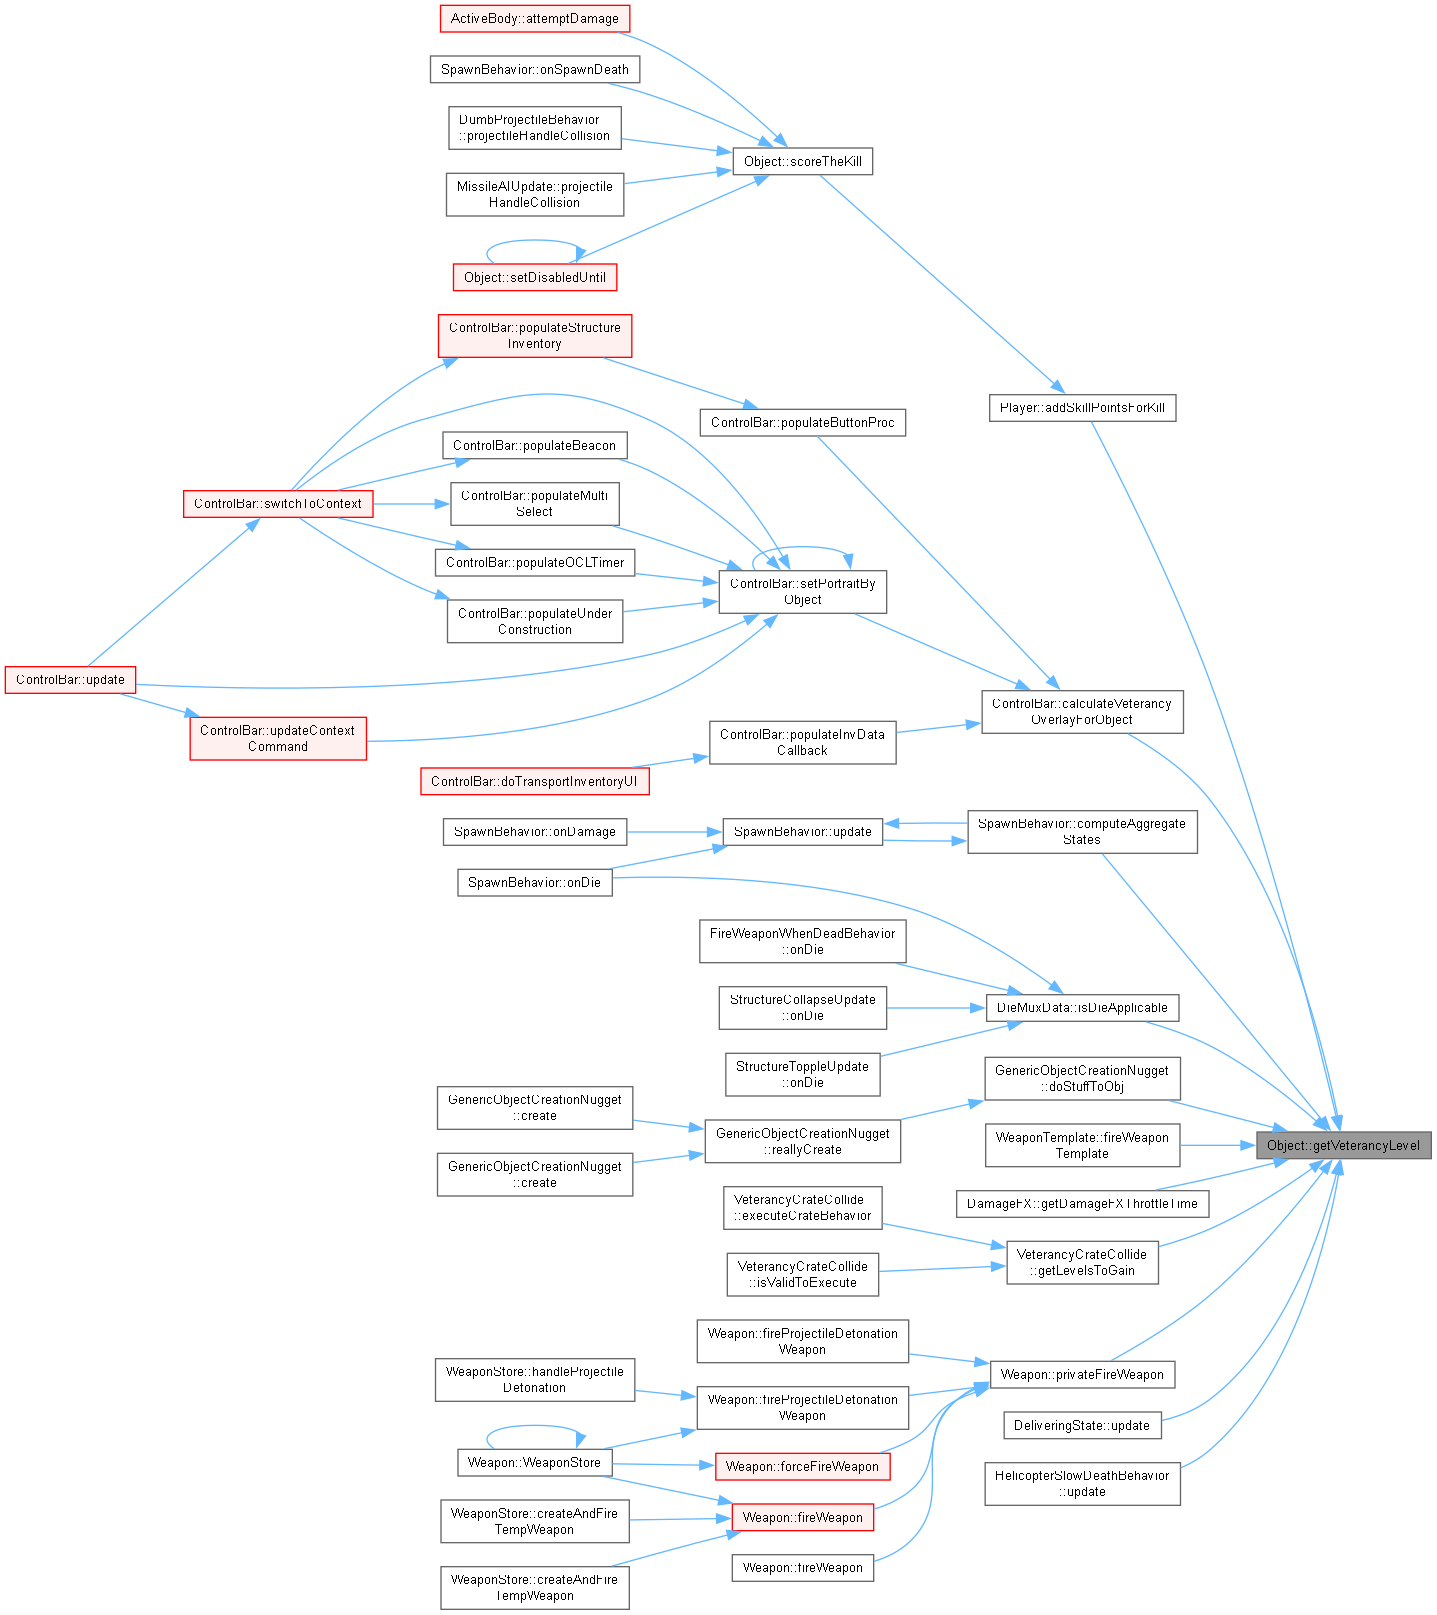 ActiveBody::attemptDamage
SpawnBehavior::onSpawnDeath
DumbProjectileBehavior
::projectileHandleCollision
Object::scoreTheKill
MissileAIUpdate::projectile
HandleCollision
Object::setDisabledUntil
ControlBar::populateStructure
Inventory
Player::addSkillPointsForKill
ControlBar::populateButtonProc
ControlBar::populateBeacon
ControlBar::switchToContext
ControlBar::populateMulti
Select
ControlBar::populateOCLTimer
ControlBar::setPortraitBy
Object
ControlBar::populateUnder
Construction
ControlBar::update
ControlBar::calculateVeterancy
OverlayForObject
ControlBar::updateContext
Command
ControlBar::populateInvData
Callback
ControlBar::doTransportInventoryUI
SpawnBehavior::onDamage
SpawnBehavior::update
SpawnBehavior::computeAggregate
States
SpawnBehavior::onDie
FireWeaponWhenDeadBehavior
::onDie
StructureCollapseUpdate
::onDie
DieMuxData::isDieApplicable
StructureToppleUpdate
::onDie
GenericObjectCreationNugget
::doStuffToObj
GenericObjectCreationNugget
::create
GenericObjectCreationNugget
::reallyCreate
WeaponTemplate::fireWeapon
Template
Object::getVeterancyLevel
GenericObjectCreationNugget
::create
DamageFX::getDamageFXThrottleTime
VeterancyCrateCollide
::executeCrateBehavior
VeterancyCrateCollide
::getLevelsToGain
VeterancyCrateCollide
::isValidToExecute
Weapon::fireProjectileDetonation
Weapon
WeaponStore::handleProjectile
Detonation
Weapon::privateFireWeapon
Weapon::fireProjectileDetonation
Weapon
DeliveringState::update
Weapon::WeaponStore
Weapon::forceFireWeapon
HelicopterSlowDeathBehavior
::update
WeaponStore::createAndFire
TempWeapon
Weapon::fireWeapon
Weapon::fireWeapon
WeaponStore::createAndFire
TempWeapon